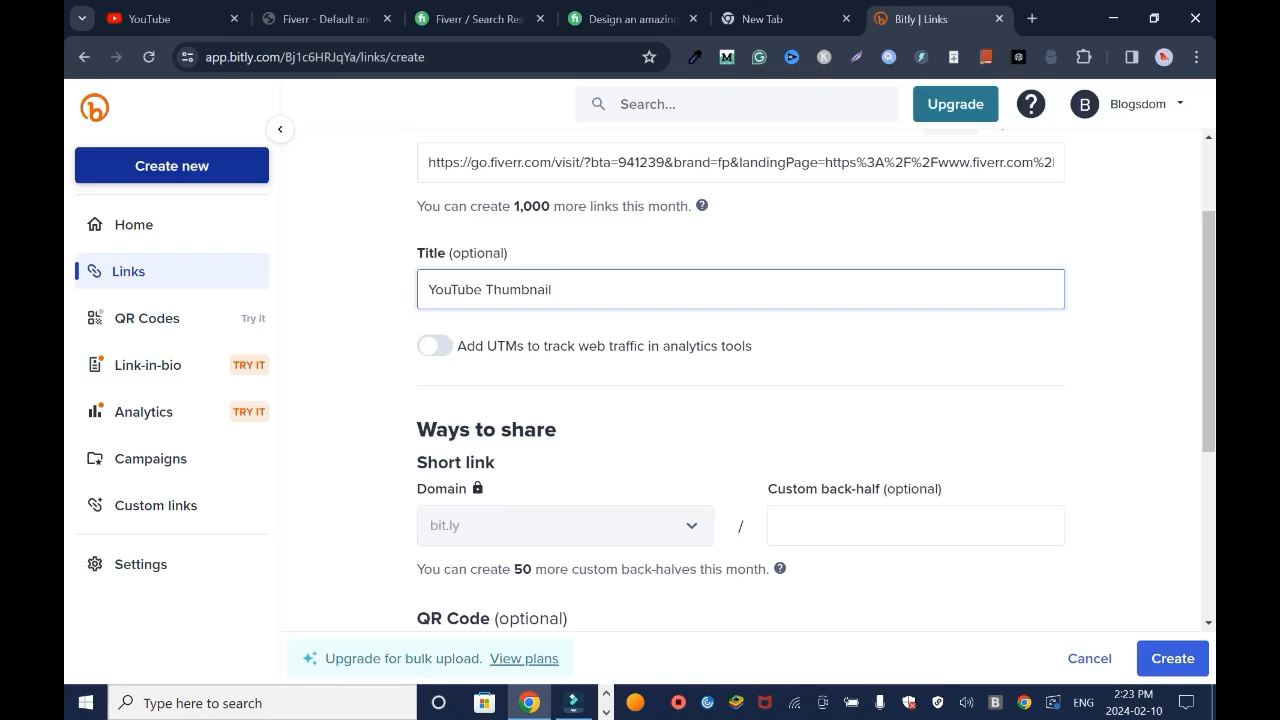 YouTube
Fiverr - Default and
Fiverr / Search Res
Design an amazing
New Tab
Bitly | Links
app.bitly.com/Bj1c6HRJqYa/links/create
Search...
Upgrade
B
Blogsdom
Create new
https://go.fiverr.com/visit/?bta=941239&brand=fp&landingPage=https%3A%2F%2Fwww.fiverr.com%2
You can create 1,000 more links this month.
Home
Title (optional)
Links
YouTube Thumbnail
QR Codes
Try it
Add UTMs to track web traffic in analytics tools
Link-in-bio
TRY IT
Analytics
TRY IT
Ways to share
Campaigns
Short link
Domain
Custom back-half (optional)
Custom links
bit.ly
/
Settings
You can create 50 more custom back-halves this month.
QR Code (optional)
Upgrade for bulk upload. View plans
Cancel
Create
Type here to search
ENG
2:23 PM
2024-02-10